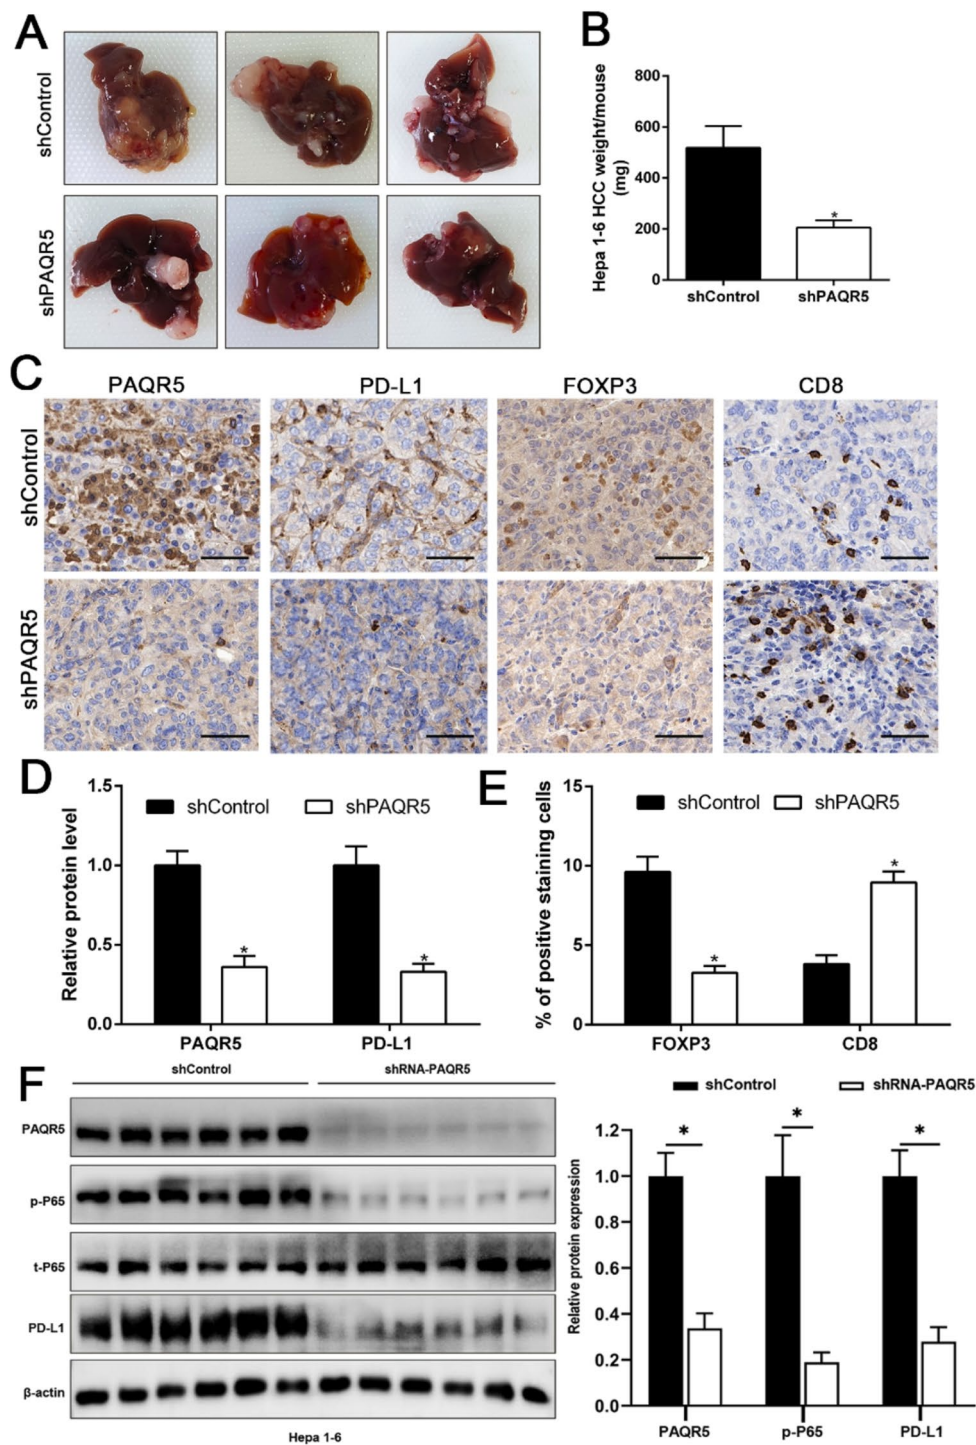 A
shControl
shPAQR5
B
Hepa 1-6 HCC weight/mouse
(mg)
800
600
400
200
0
*
shControl
shPAQR5
C
PAQR5
PD-L1
FOXP3
CD8
shControl
shPAQR5
D
Relative protein level
1.5
1.0
0.5
0.0
shControl
shPAQR5
*
*
PAQR5
PD-L1
E
% of positive staining cells
15
10
5
0
shControl
shPAQR5
*
*
FOXP3
CD8
F
shControl
shRNA-PAQR5
PAQR5
p-P65
t-P65
PD-L1
β-actin
Hepa 1-6
shControl
shRNA-PAQR5
Relative protein expression
1.2
1.0
0.8
0.6
0.4
0.2
0.0
*
*
*
PAQR5
p-P65
PD-L1